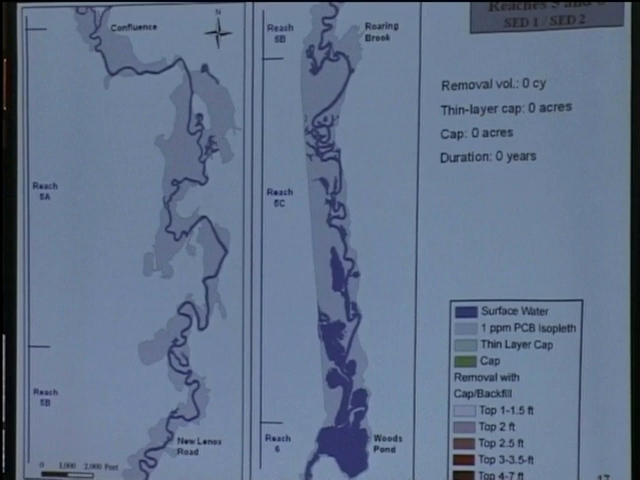 Confluence
N
Reach
5A
Reach
5B
New Lenox
Road
0 1,000 2,000 Feet
Reach
5B
Roaring
Brook
Reach
5C
Reach
6
Woods
Pond
Reaches 5 and 6
SED 1 / SED 2
Removal vol.: 0 cy
Thin-layer cap: 0 acres
Cap: 0 acres
Duration: 0 years
Surface Water
1 ppm PCB Isopleth
Thin Layer Cap
Cap
Removal with
Cap/Backfill
Top 1-1.5 ft
Top 2 ft
Top 2.5 ft
Top 3-3.5-ft
Top 4-7 ft
17